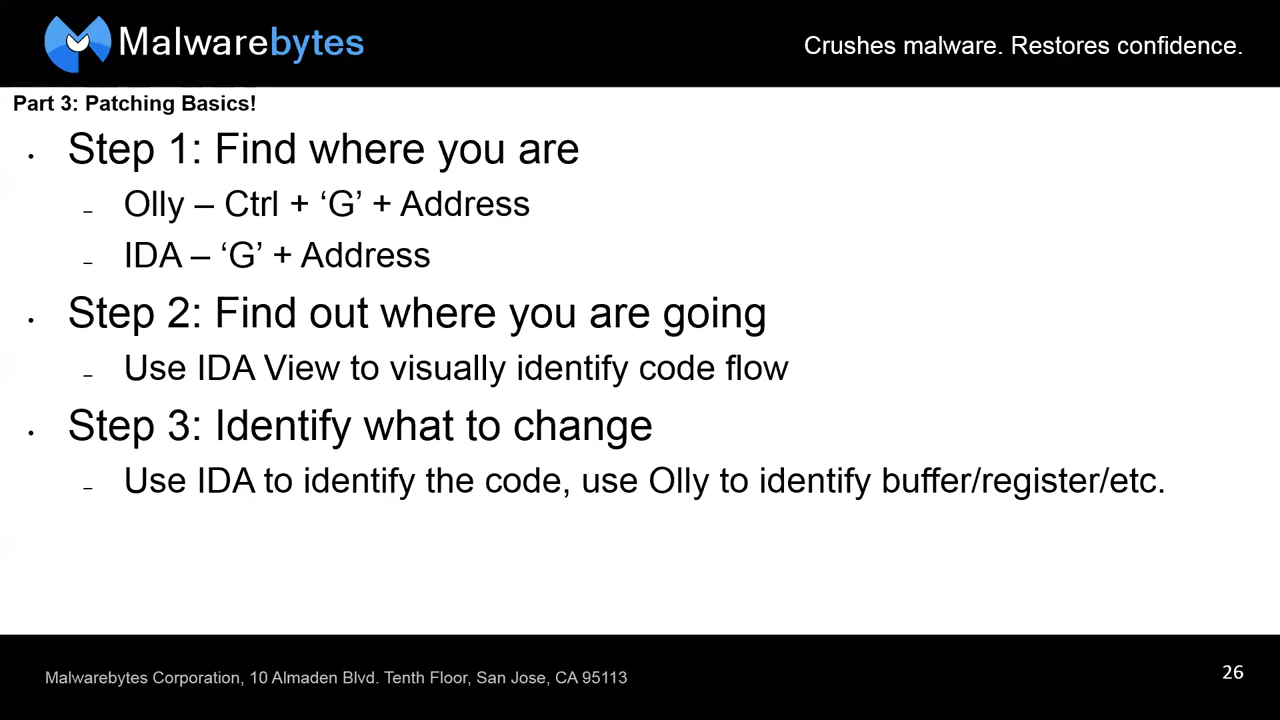 Malwarebytes
Crushes malware. Restores confidence.
Part 3: Patching Basics!
• Step 1: Find where you are
– Olly – Ctrl + ‘G’ + Address
– IDA – ‘G’ + Address
• Step 2: Find out where you are going
– Use IDA View to visually identify code flow
• Step 3: Identify what to change
– Use IDA to identify the code, use Olly to identify buffer/register/etc.
Malwarebytes Corporation, 10 Almaden Blvd. Tenth Floor, San Jose, CA 95113
26